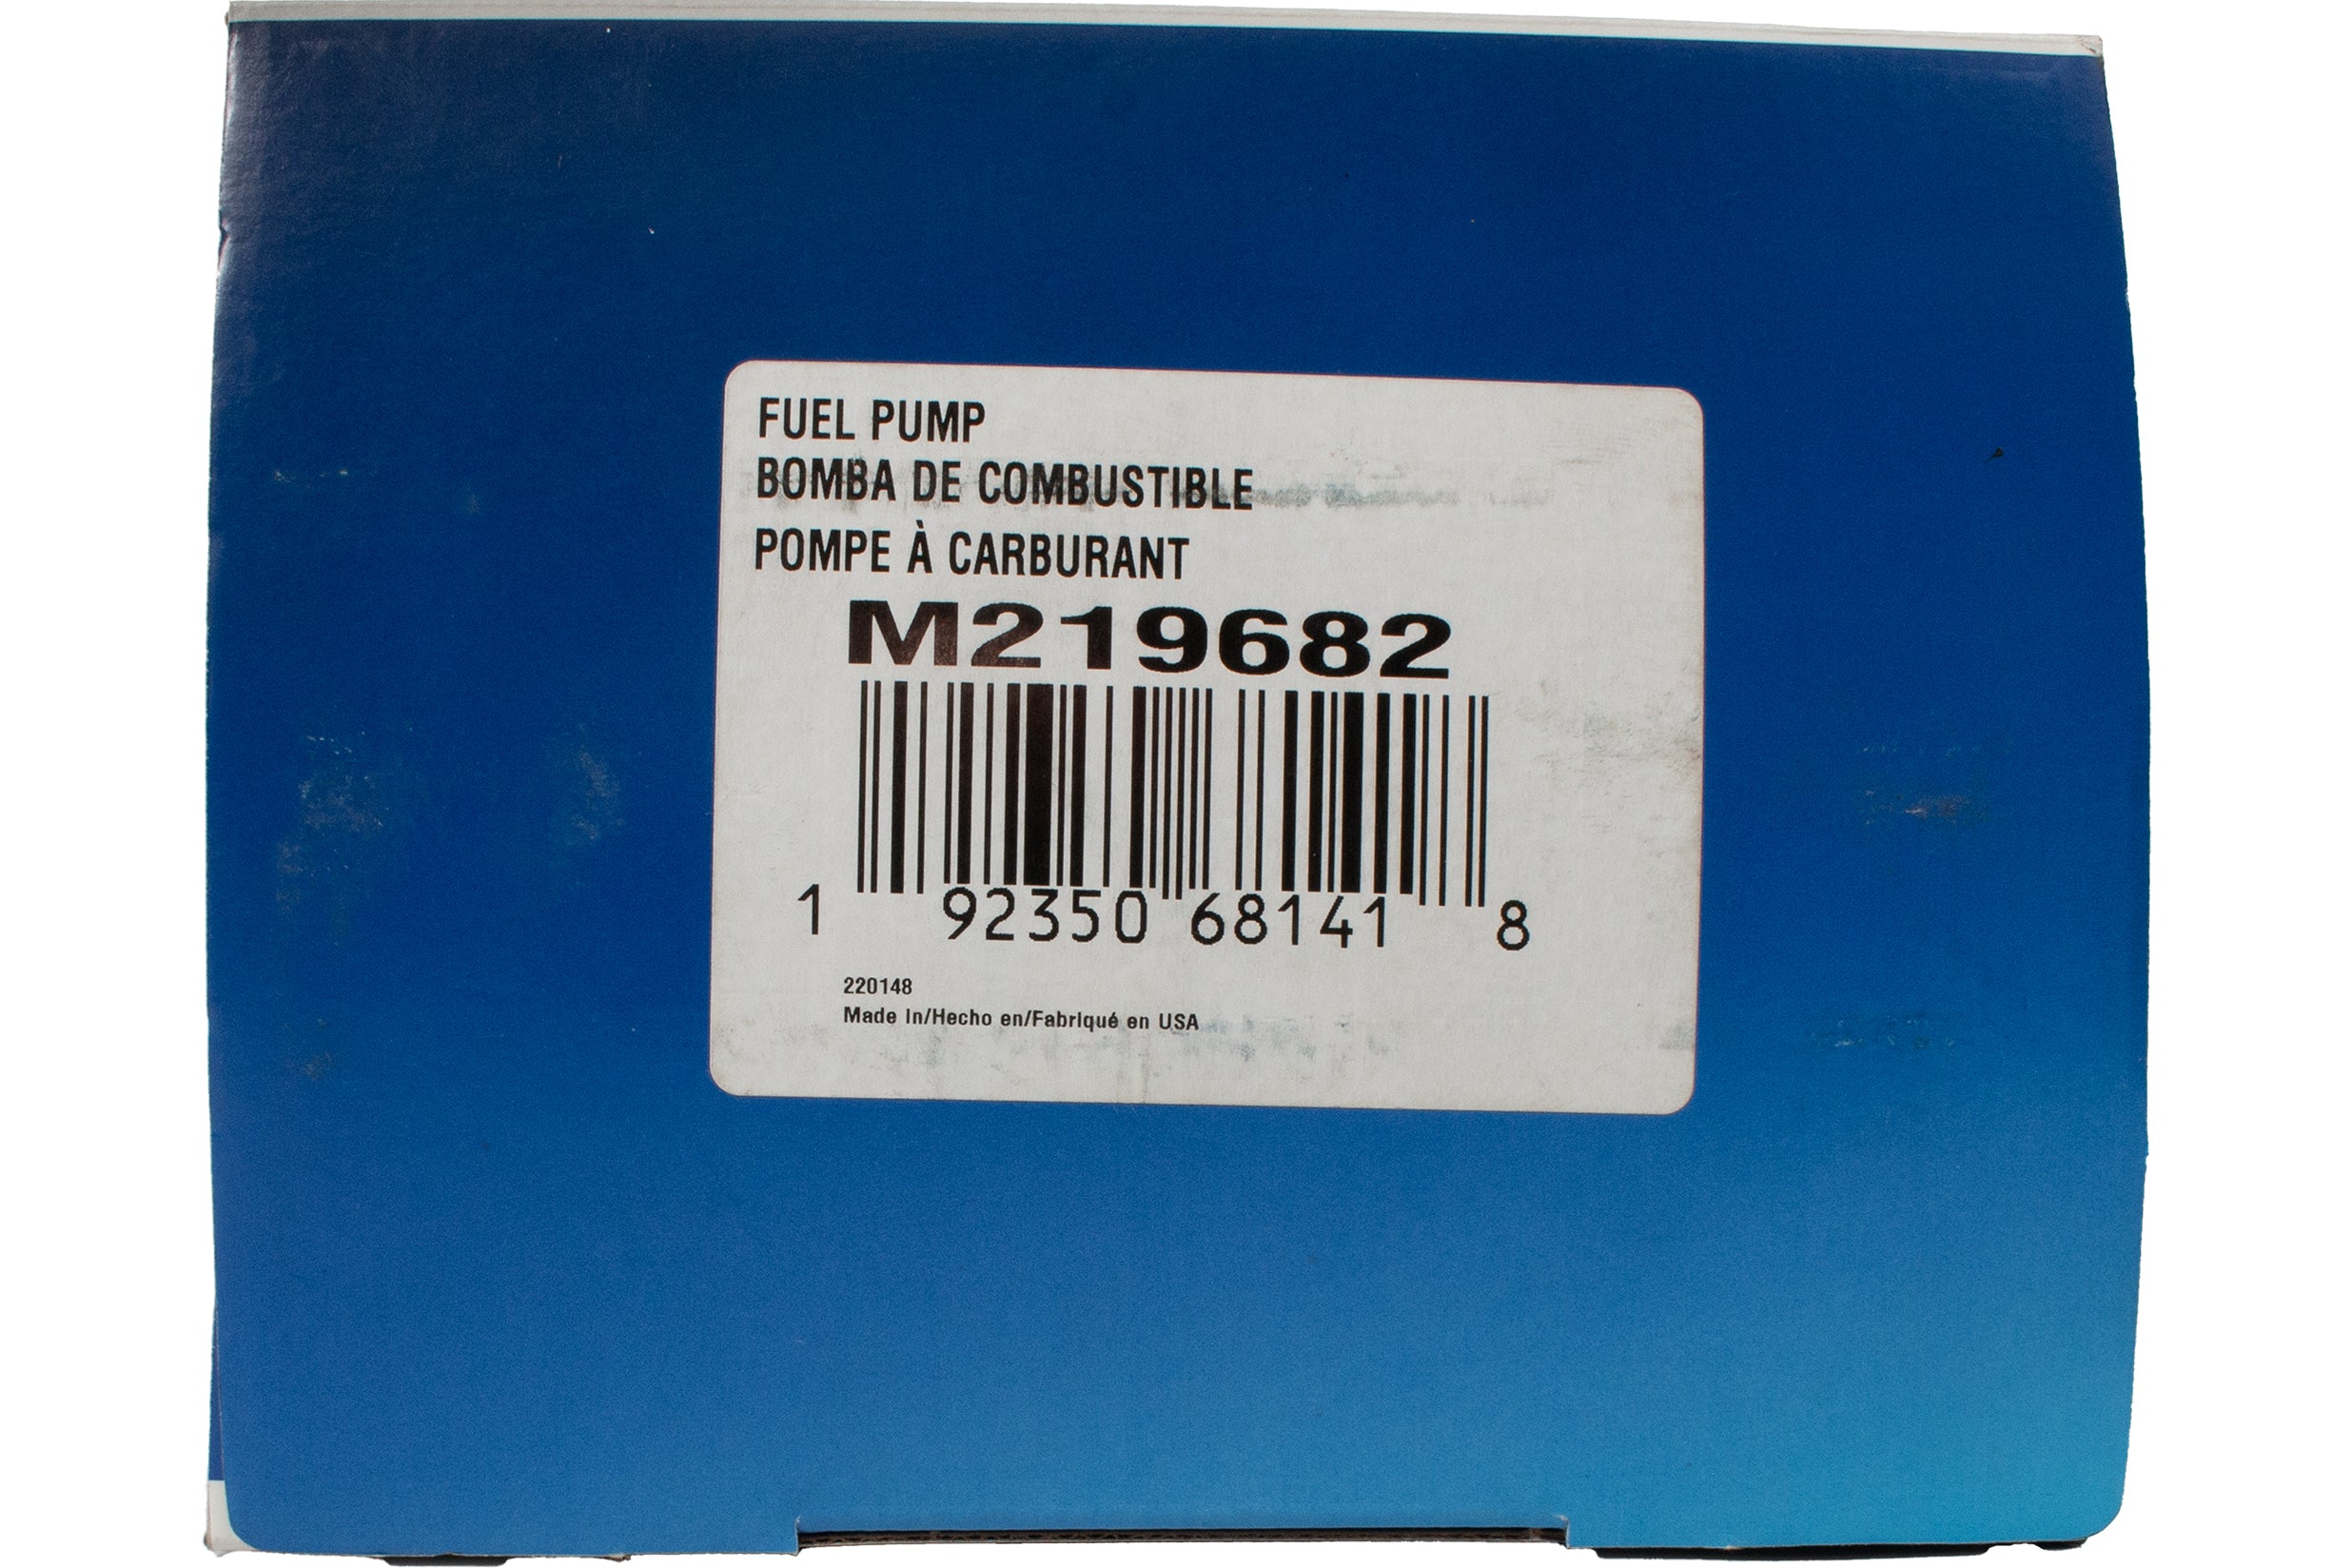 FUEL PUMP
BOMBA DE COMBUSTIBLE
POMPE À CARBURANT
M219682
1 92350 68141 8
220148
Made In/Hecho en/Fabriqué en USA